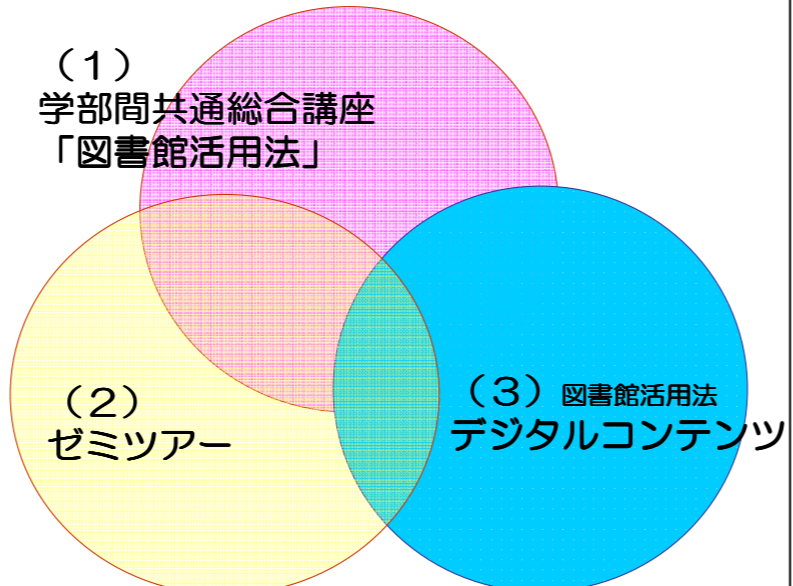 （1）
学部間共通総合講座
「図書館活用法」
（2）
ゼミツアー
（3）図書館活用法
デジタルコンテンツ